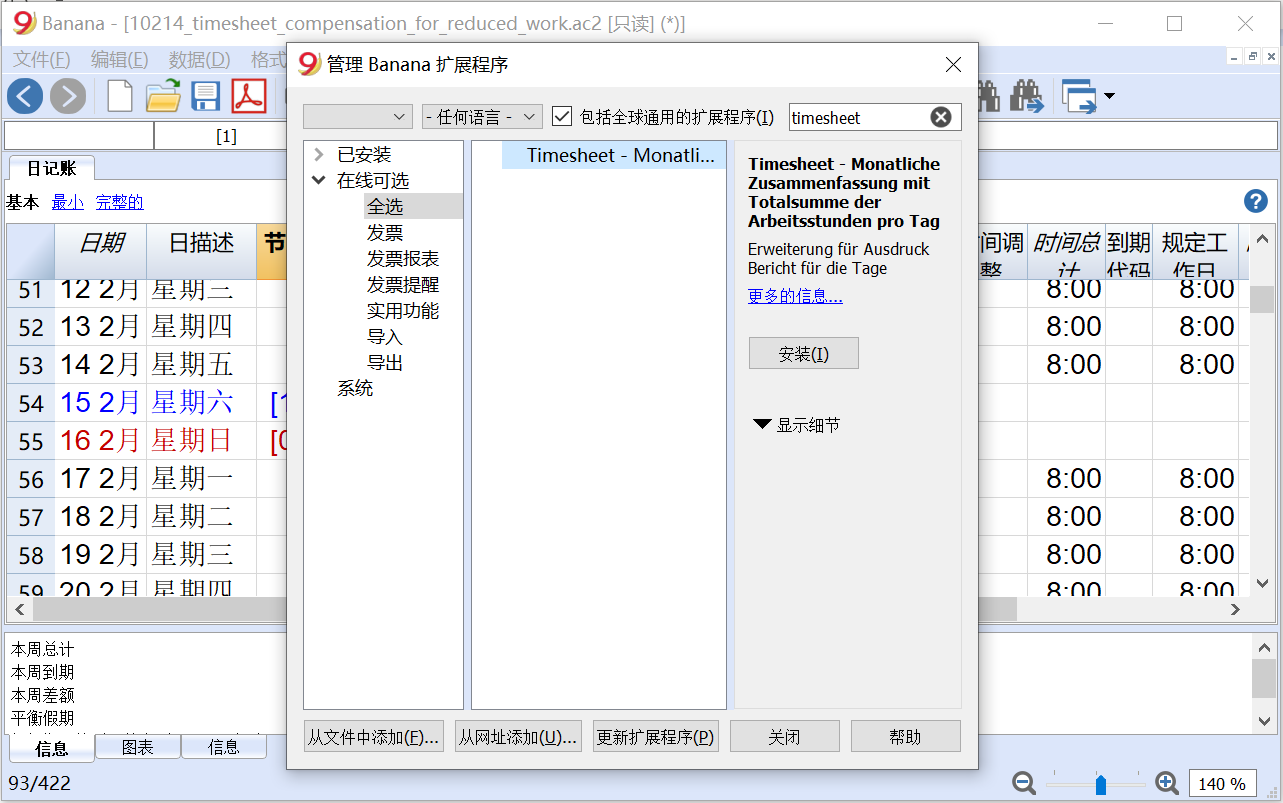 Banana - [10214_timesheet_compensation_for_reduced_work.ac2 [只读] (*)]
文件(F) 编辑(E) 数据(D) 格式
[1]
日记账
基本 最小 完整的
日期 日描述 节
间调整 时间总计 到期代码 规定工作日
51 12 2月 星期三 8:00 8:00
52 13 2月 星期四 8:00 8:00
53 14 2月 星期五 8:00 8:00
54 15 2月 星期六
55 16 2月 星期日
56 17 2月 星期一 8:00 8:00
57 18 2月 星期二 8:00 8:00
58 19 2月 星期三 8:00 8:00
59 20 2月 星期四 8:00 8:00
本周总计
本周到期
本周差额
平衡假期
信息 图表 信息
93/422
140 %
管理 Banana 扩展程序
- 任何语言 - 包括全球通用的扩展程序(I) timesheet
已安装
在线可选
全选
发票
发票报表
发票提醒
实用功能
导入
导出
系统
Timesheet - Monatli...
Timesheet - Monatliche
Zusammenfassung mit
Totalsumme der
Arbeitsstunden pro Tag
Erweiterung für Ausdruck
Bericht für die Tage
更多的信息...
安装(I)
显示细节
从文件中添加(F)... 从网址添加(U)... 更新扩展程序(P) 关闭 帮助